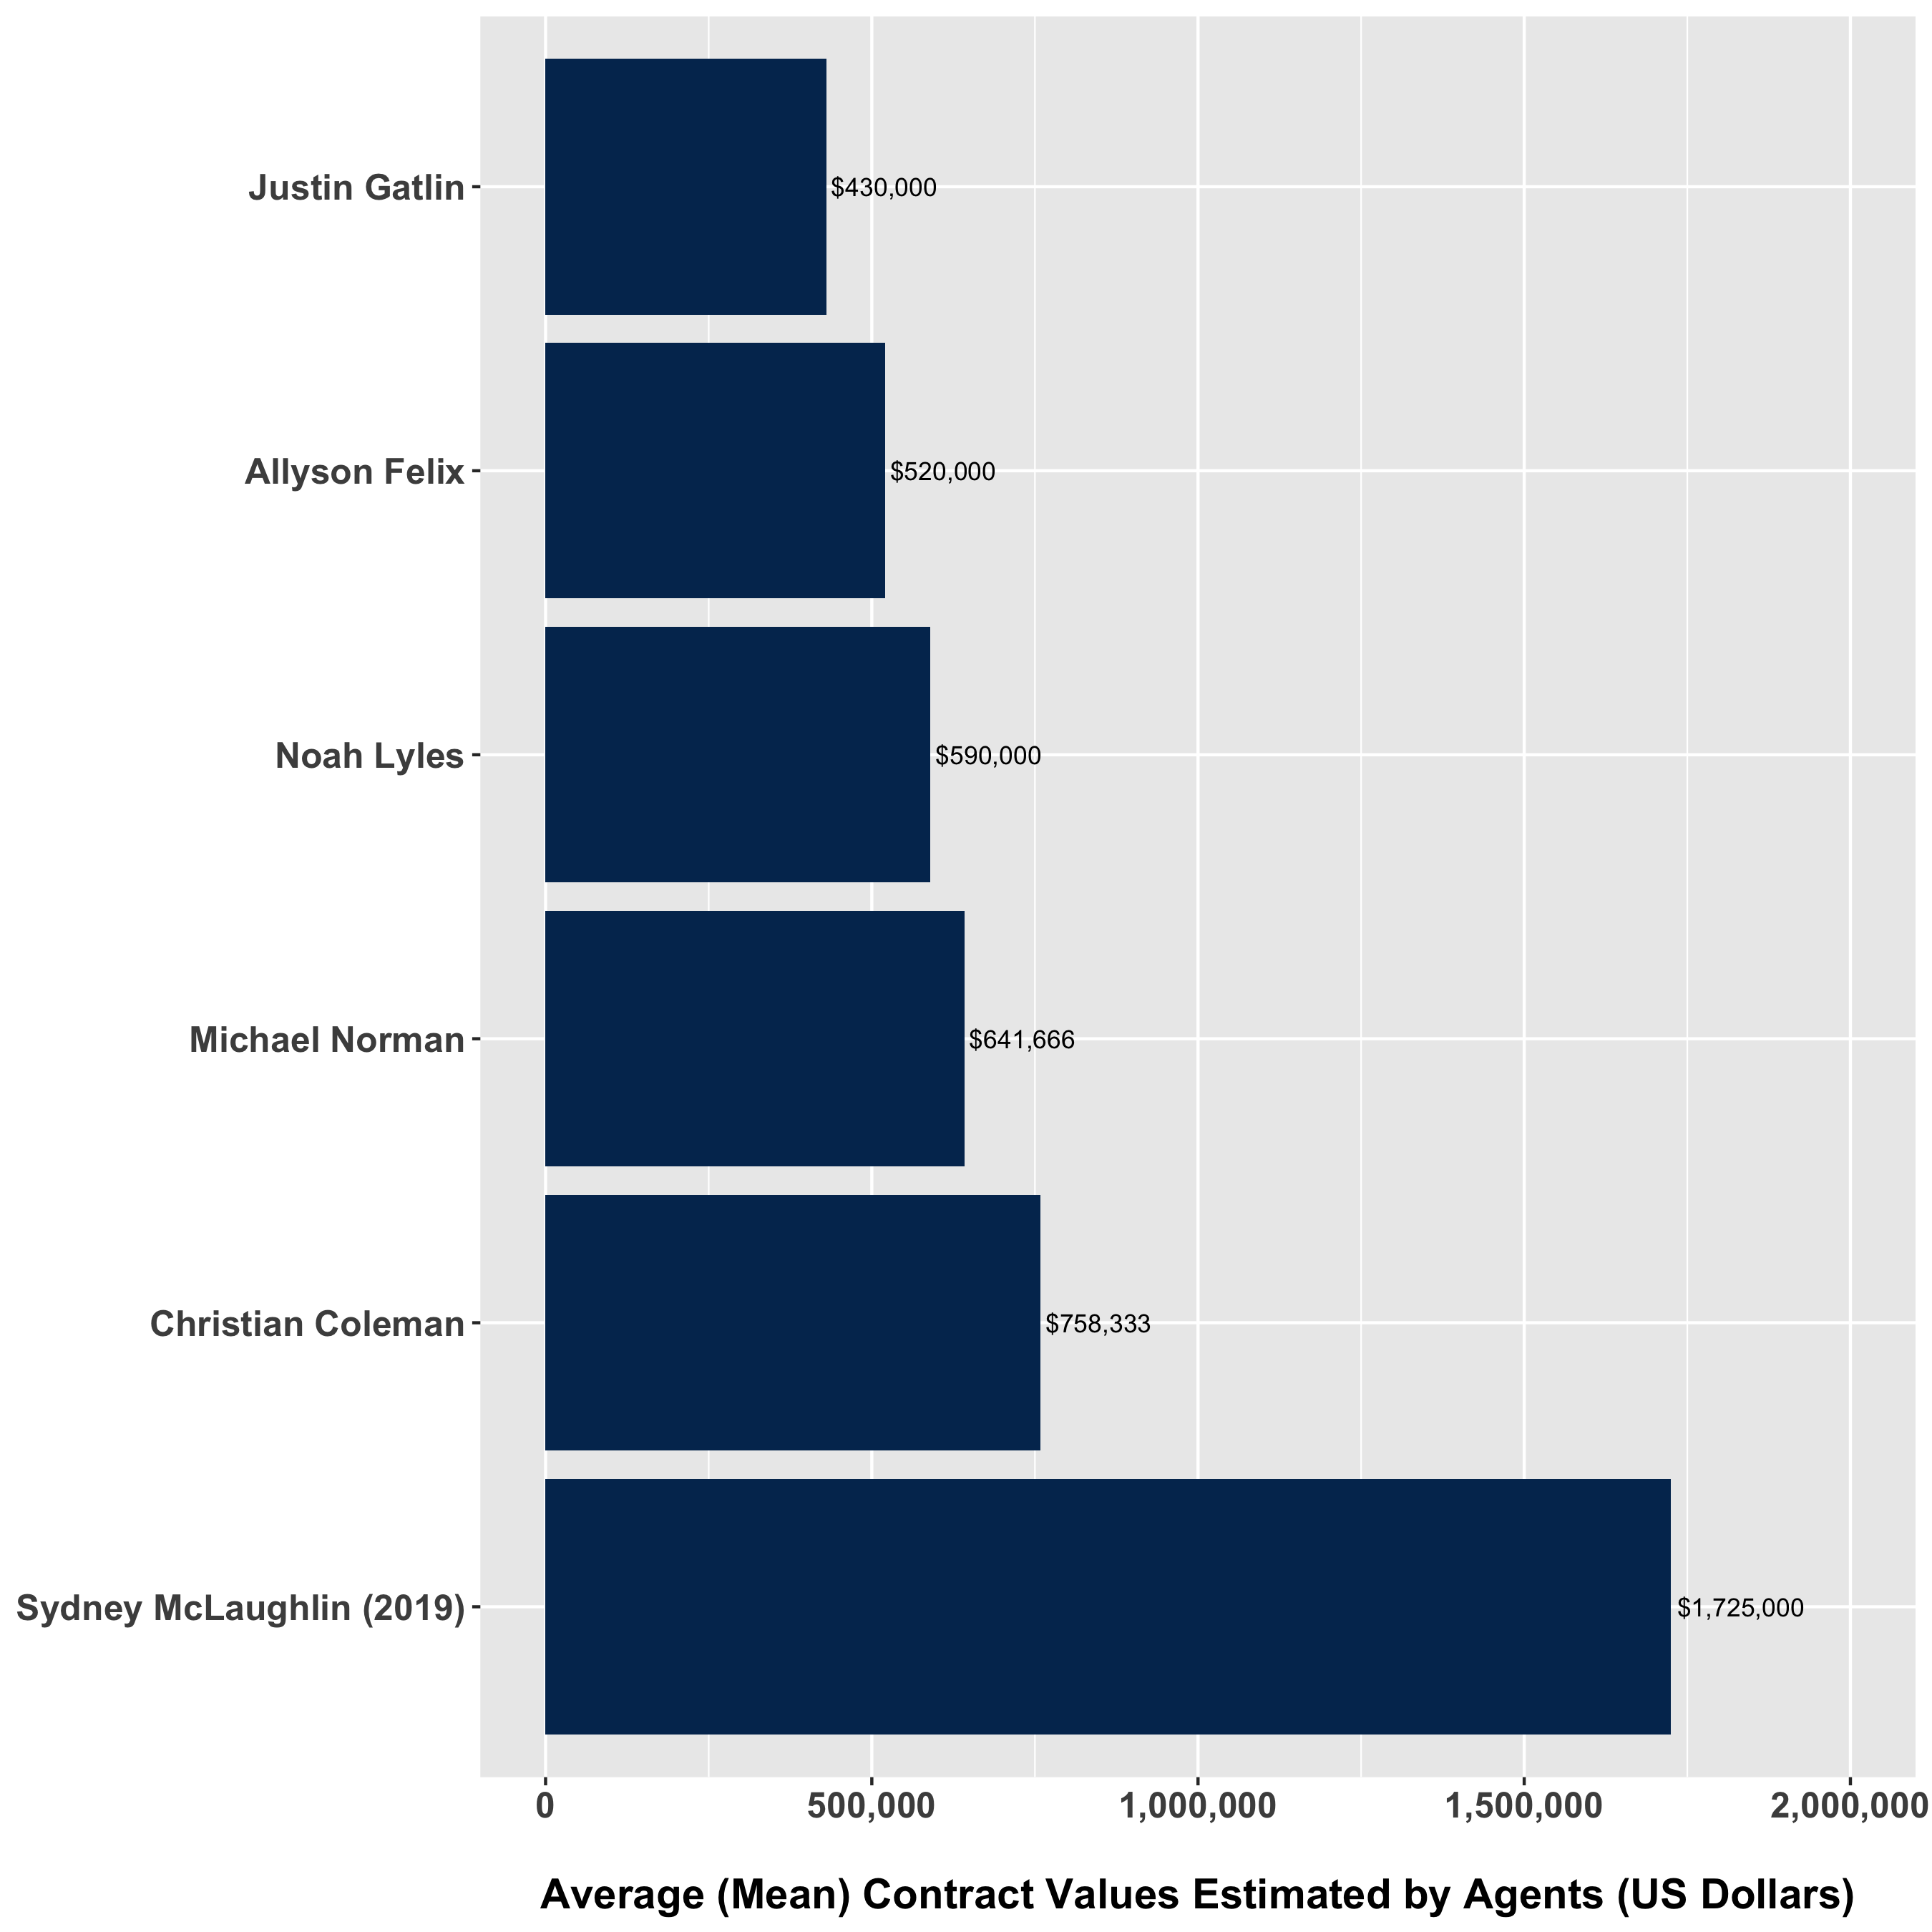 Justin Gatlin $430,000
Allyson Felix $520,000
Noah Lyles $590,000
Michael Norman $641,666
Christian Coleman $758,333
Sydney McLaughlin (2019) $1,725,000
0 500,000 1,000,000 1,500,000 2,000,000
Average (Mean) Contract Values Estimated by Agents (US Dollars)